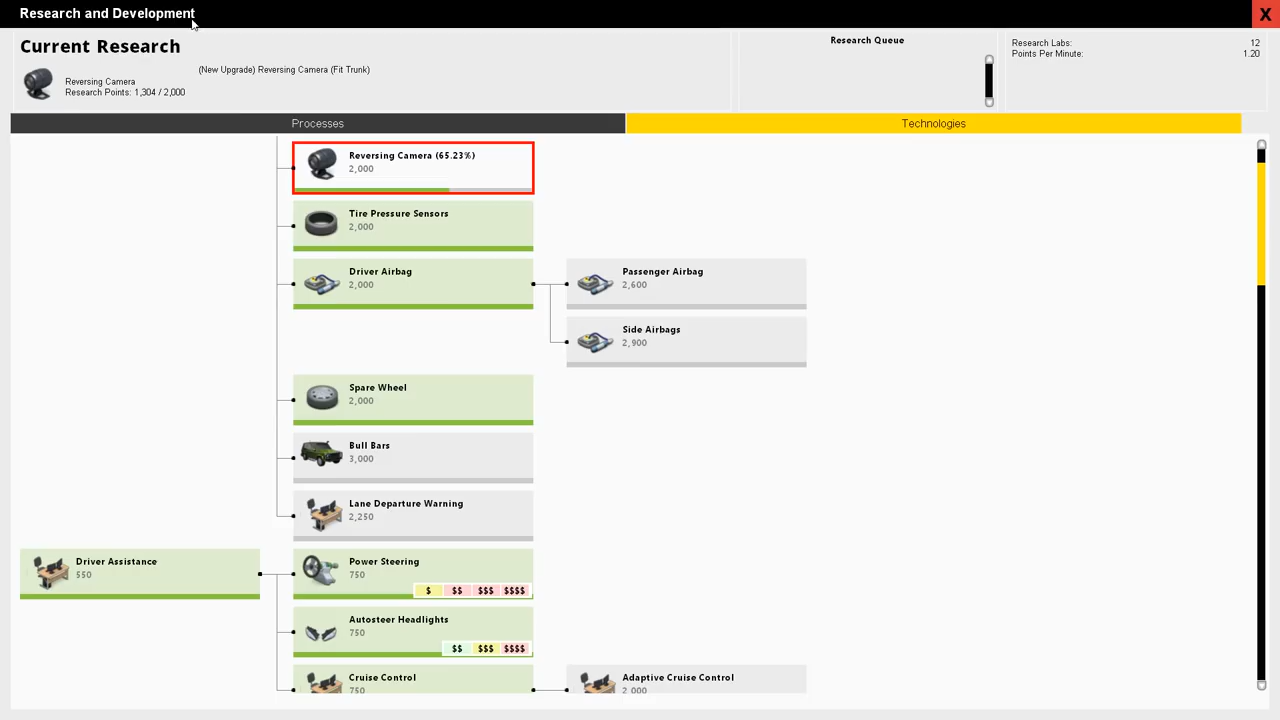 Research and Development
X
Current Research
(New Upgrade) Reversing Camera (Fit Trunk)
Reversing Camera
Research Points: 1,304 / 2,000
Research Queue
Research Labs: 12
Points Per Minute: 1.20
Processes
Technologies
Reversing Camera (65.23%)
2,000
Tire Pressure Sensors
2,000
Driver Airbag
2,000
Passenger Airbag
2,600
Side Airbags
2,900
Spare Wheel
2,000
Bull Bars
3,000
Lane Departure Warning
2,250
Driver Assistance
550
Power Steering
750
$ $$ $$$ $$$$
Autosteer Headlights
750
$$ $$$ $$$$
Cruise Control
750
Adaptive Cruise Control
2,000